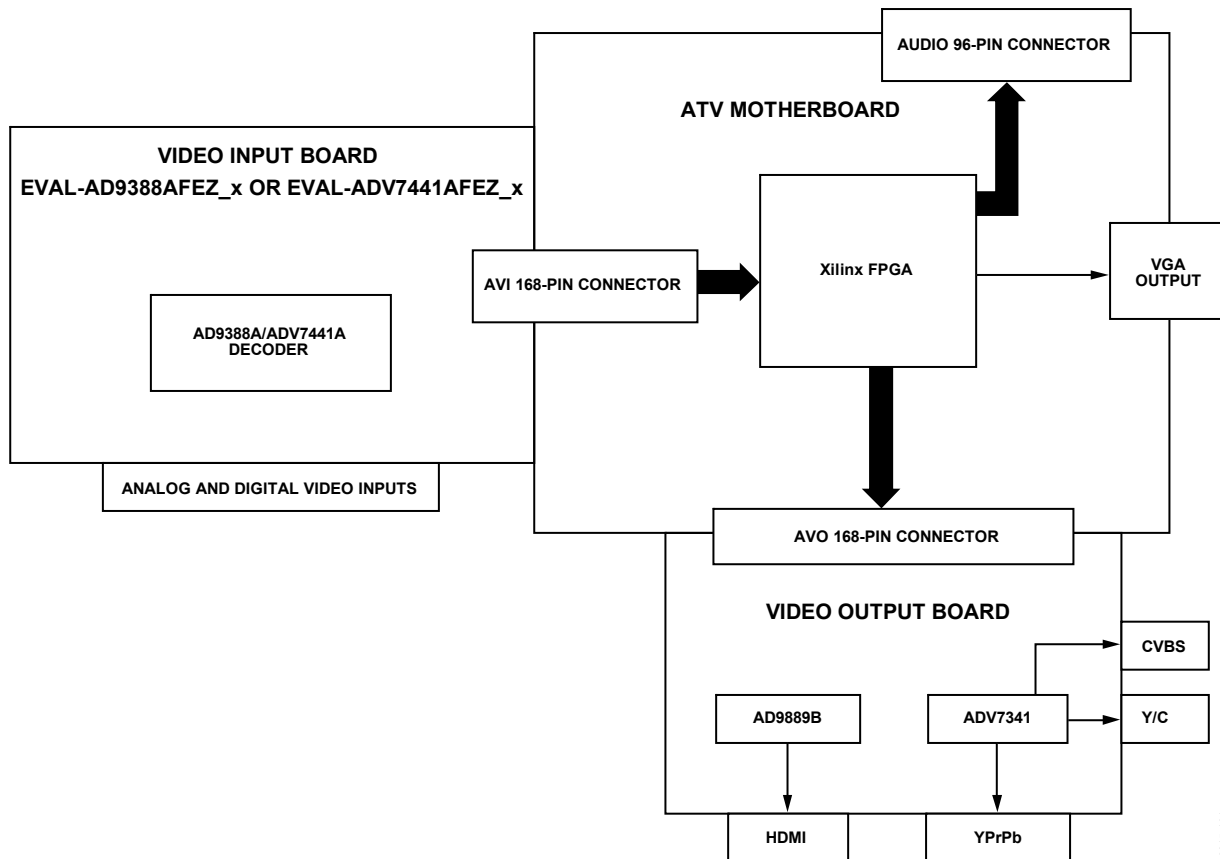 AUDIO 96-PIN CONNECTOR
ATV MOTHERBOARD
VIDEO INPUT BOARD
EVAL-AD9388AFEZ_x OR EVAL-ADV7441AFEZ_x
AVI 168-PIN CONNECTOR
Xilinx FPGA
VGA
OUTPUT
AD9388A/ADV7441A
DECODER
ANALOG AND DIGITAL VIDEO INPUTS
AVO 168-PIN CONNECTOR
VIDEO OUTPUT BOARD
CVBS
AD9889B
ADV7341
Y/C
HDMI
YPrPb